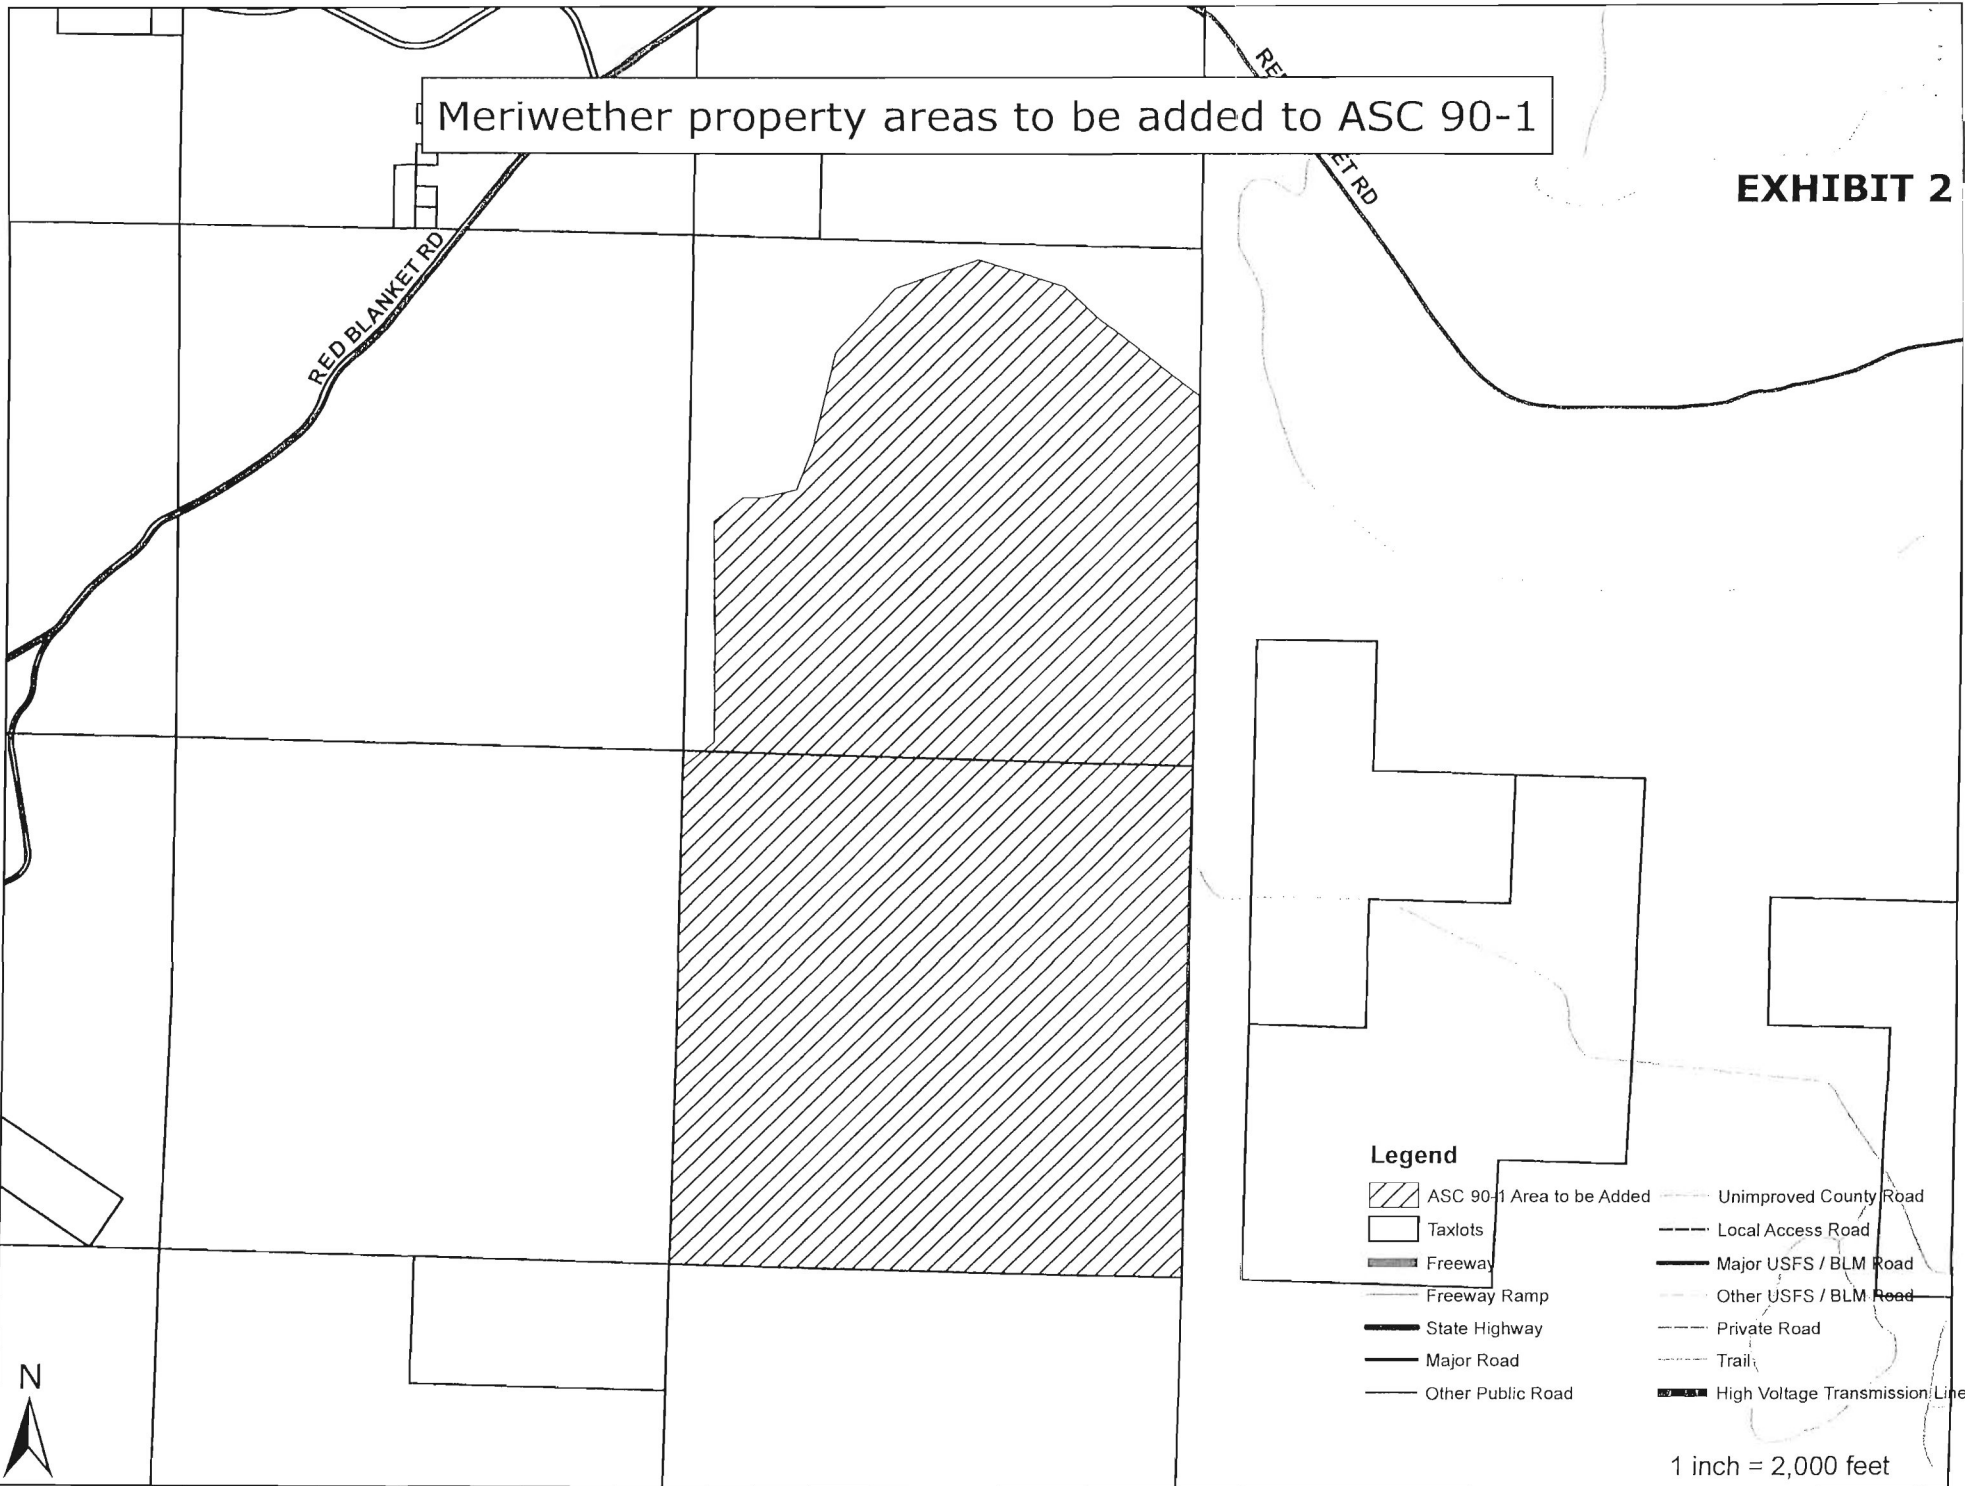 Meriwether property areas to be added to ASC 90-1
EXHIBIT 2
RED BLANKET RD
RE
ET RD
Legend
ASC 90-1 Area to be Added
Taxlots
Freeway
Freeway Ramp
State Highway
Major Road
Other Public Road
Unimproved County Road
Local Access Road
Major USFS / BLM Road
Other USFS / BLM Road
Private Road
Trail
High Voltage Transmission Line
N
1 inch = 2,000 feet